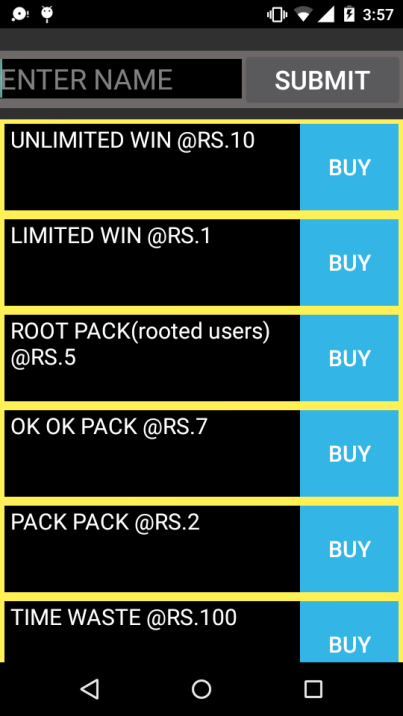 3:57
ENTER NAME
SUBMIT
UNLIMITED WIN @RS.10
BUY
LIMITED WIN @RS.1
BUY
ROOT PACK(rooted users)
@RS.5
BUY
OK OK PACK @RS.7
BUY
PACK PACK @RS.2
BUY
TIME WASTE @RS.100
BUY